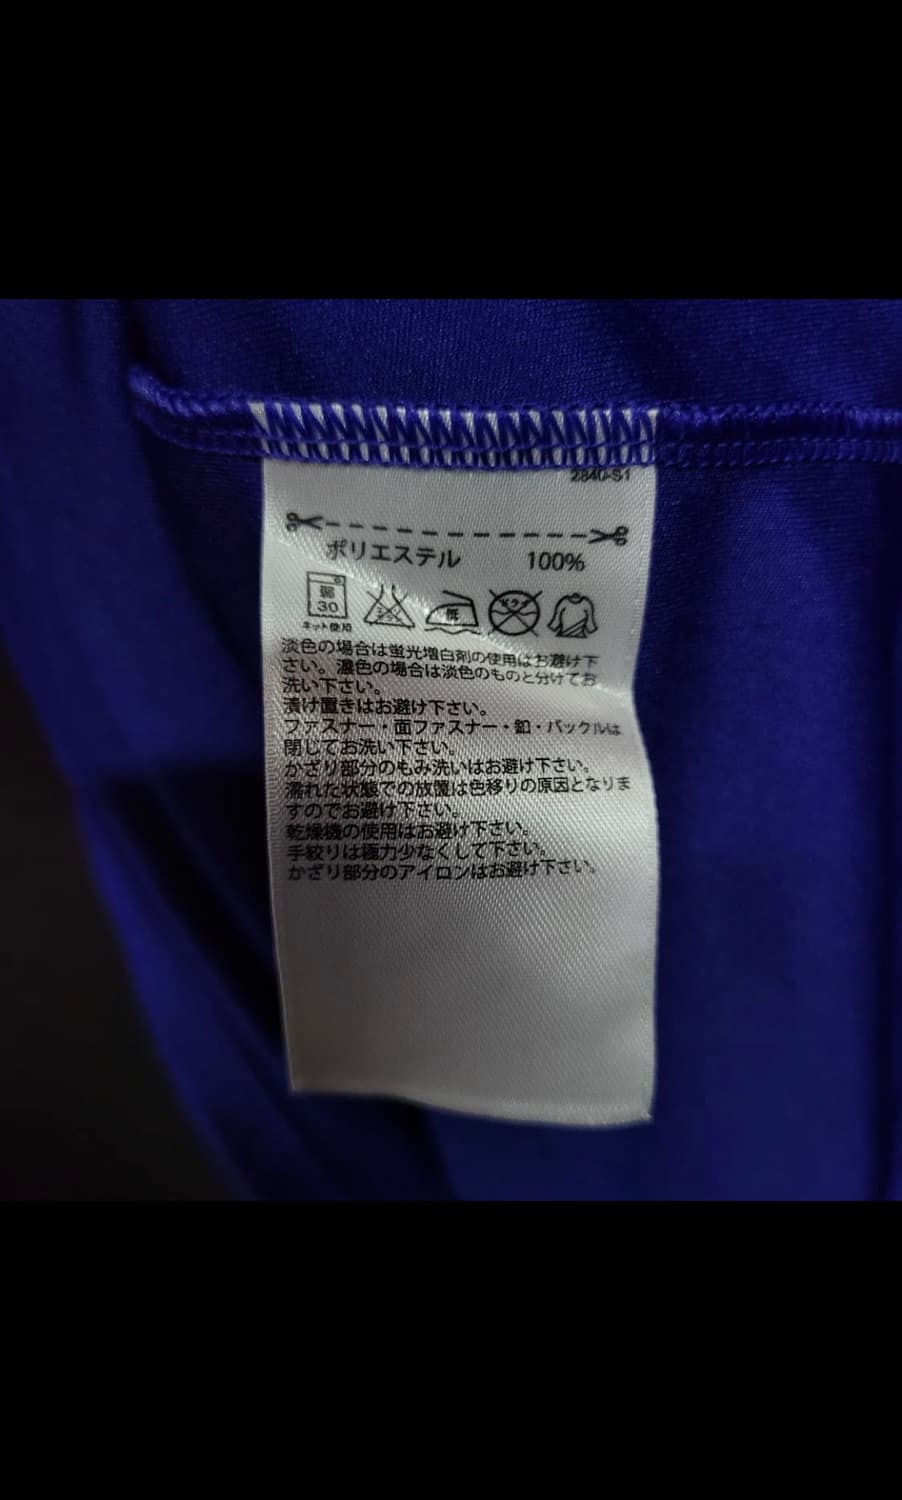 2840-S1
ポリエステル 100%
弱
30
ネット使用
エンソ
低
ドライ
淡色の場合は蛍光増白剤の使用はお避け下
さい。濃色の場合は淡色のものと分けてお
洗い下さい。
漬け置きはお避け下さい。
ファスナー・面ファスナー・釦・バックルは
閉じてお洗い下さい。
かざり部分のもみ洗いはお避け下さい。
濡れた状態での放置は色移りの原因となりま
すのでお避け下さい。
乾燥機の使用はお避け下さい。
手絞りは極力少なくして下さい。
かざり部分のアイロンはお避け下さい。